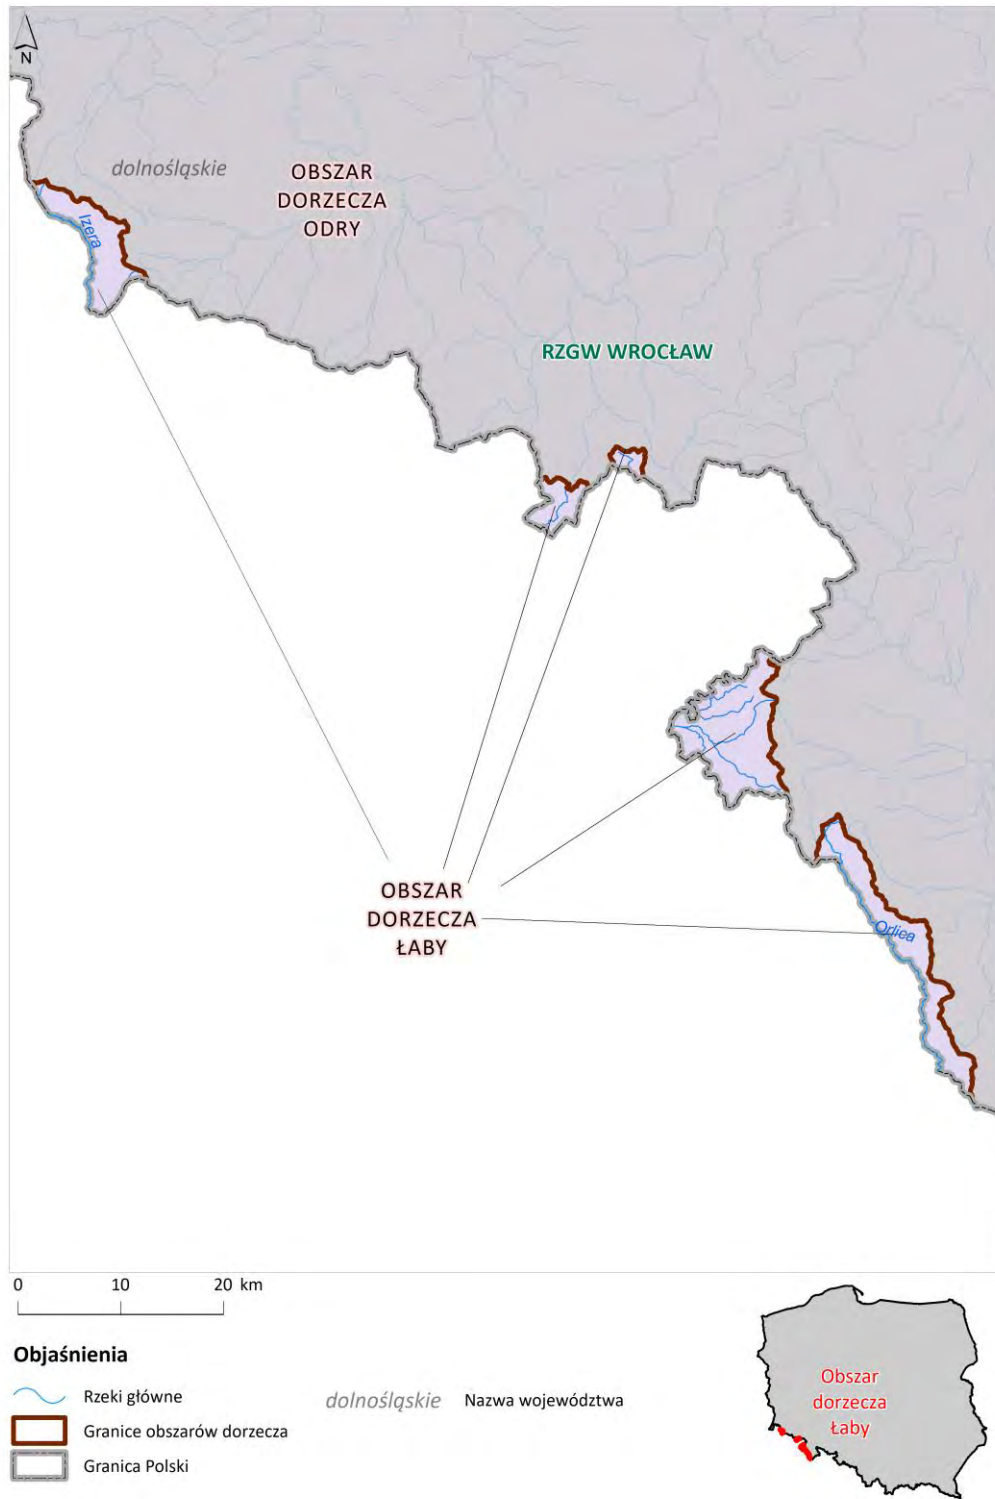 N
dolnośląskie
OBSZAR
DORZECZA
ODRY
Izera
RZGW WROCŁAW
OBSZAR
DORZECZA
ŁABY
Orlica
0 10 20 km
Objaśnienia
Rzeki główne
dolnośląskie Nazwa województwa
Granice obszarów dorzecza
Granica Polski
Obszar
dorzecza
Łaby